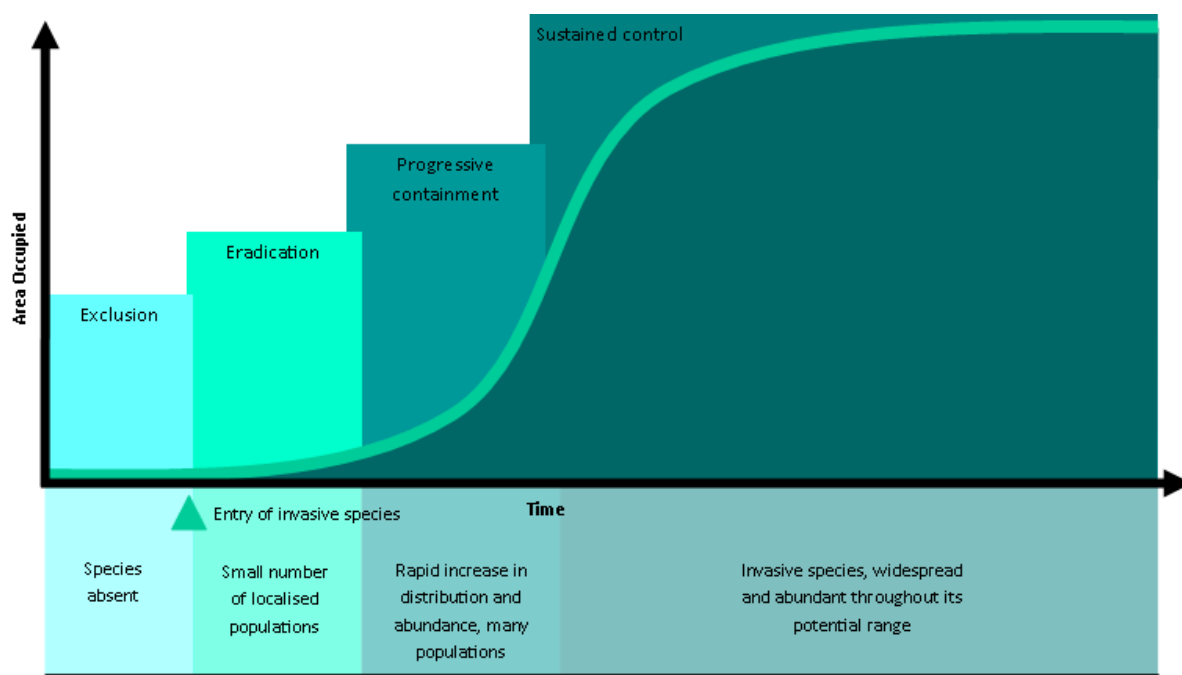 Sustained control
Progressive
containment
Eradication
Exclusion
Area Occupied
Time
Entry of invasive species
Species
absent
Small number
of localised
populations
Rapid increase in
distribution and
abundance, many
populations
Invasive species, widespread
and abundant throughout its
potential range